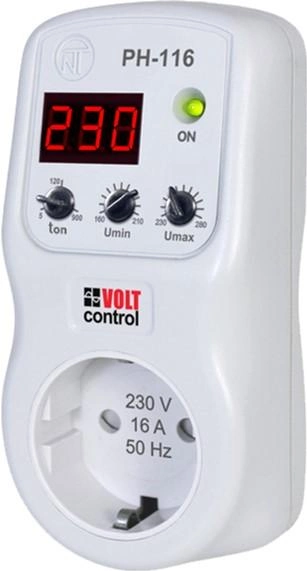 NT
PH-116
230
ON
120
5 900
ton
160 210
Umin
230 280
Umax
VOLT
control
230 V
16 A
50 Hz